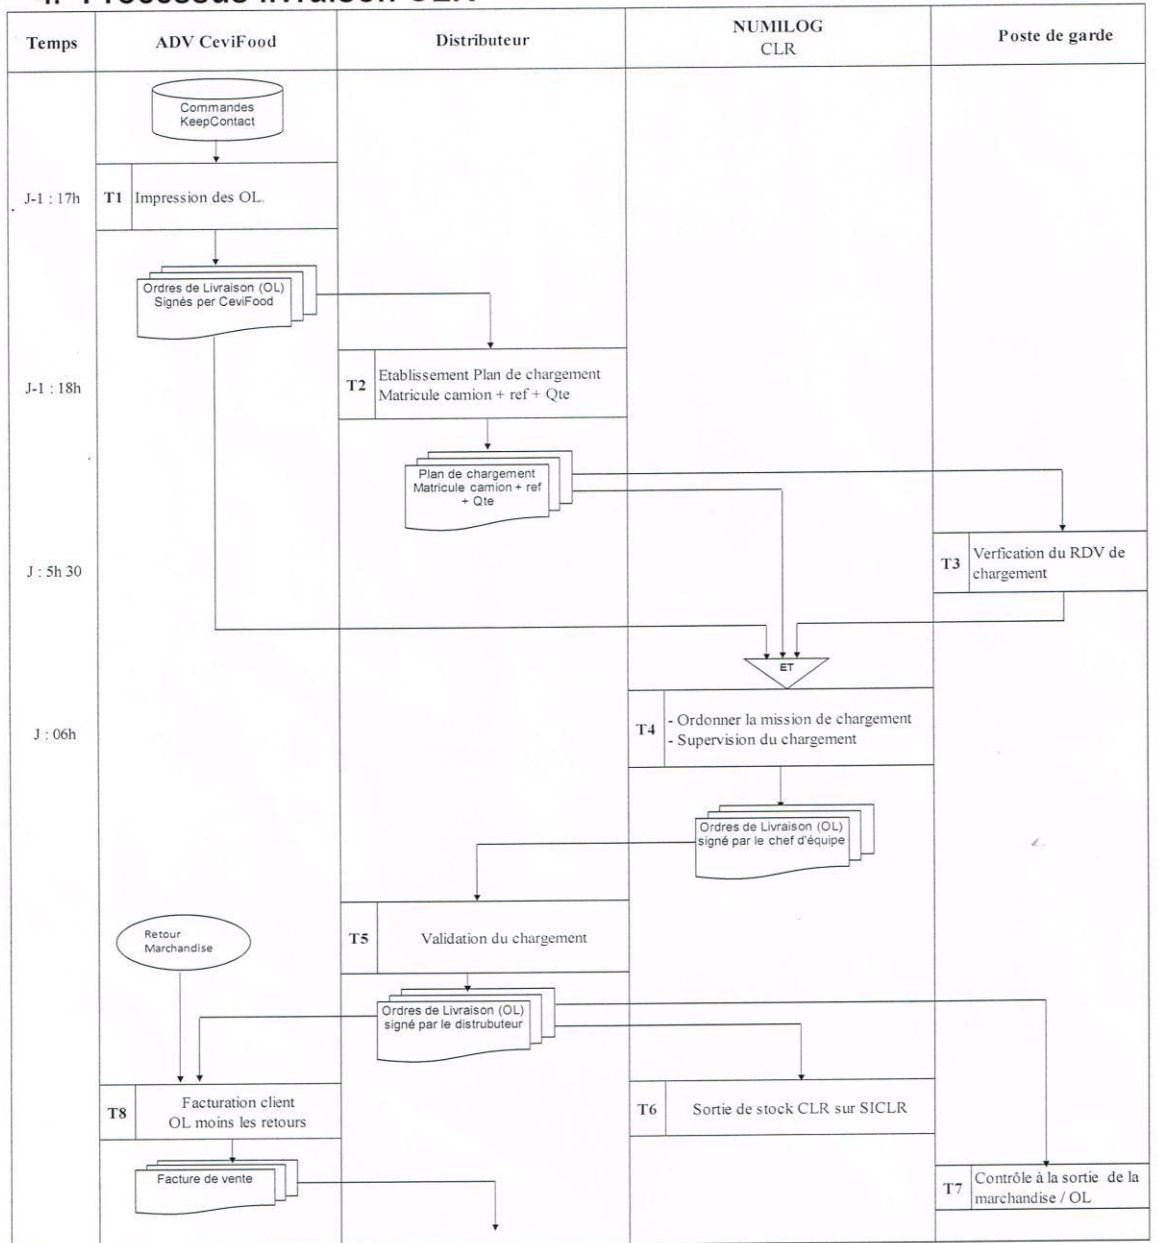 Temps
ADV CeviFood
Distributeur
NUMILOG
CLR
Poste de garde
Commandes
KeepContact
J-1 : 17h
T1
Impression des OL.
Ordres de Livraison (OL)
Signés per CeviFood
J-1 : 18h
T2
Etablissement Plan de chargement
Matricule camion + ref + Qte
Plan de chargement
Matricule camion + ref
+ Qte
J : 5h 30
T3
Verfication du RDV de
chargement
ET
J : 06h
T4
- Ordonner la mission de chargement
- Supervision du chargement
Ordres de Livraison (OL)
signé par le chef d'équipe
Retour
Marchandise
T5
Validation du chargement
Ordres de Livraison (OL)
signé par le distrubuteur
T8
Facturation client
OL moins les retours
T6
Sortie de stock CLR sur SICLR
Facture de vente
T7
Contrôle à la sortie de la
marchandise / OL